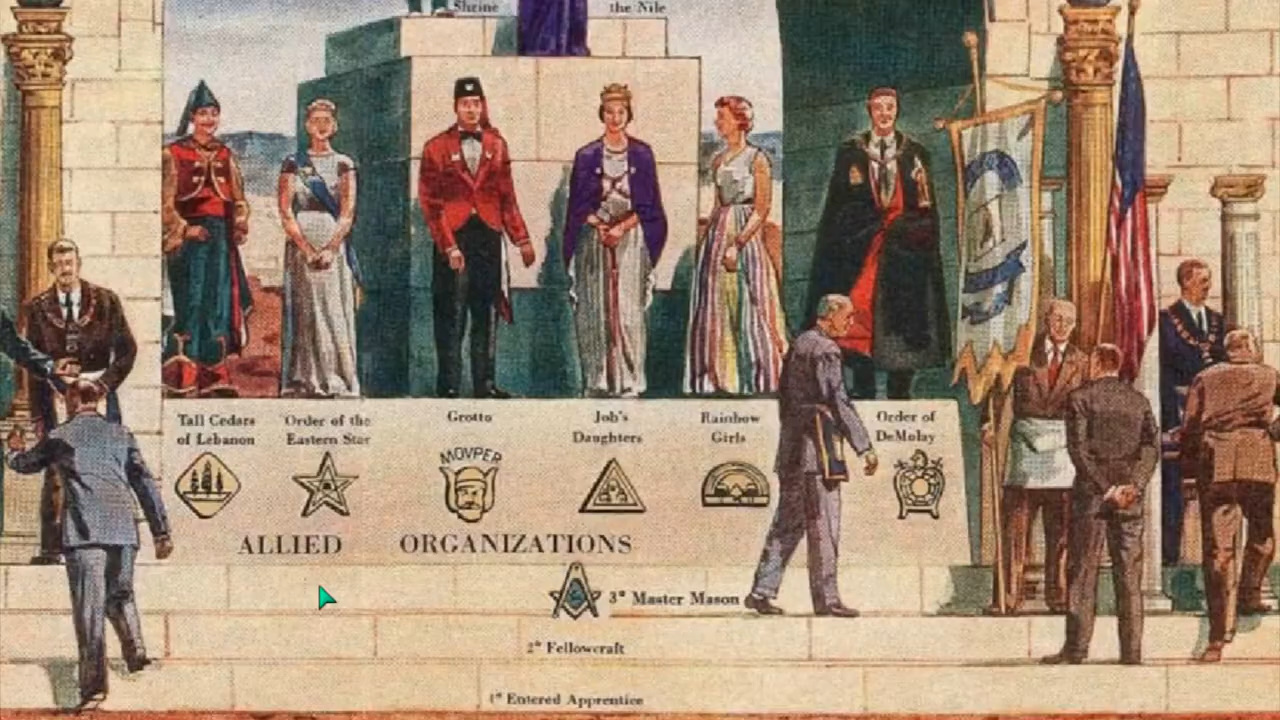 Shrine
the Nile
Tall Cedars
of Lebanon
Order of the
Eastern Star
Grotto
Job's
Daughters
Rainbow
Girls
Order of
DeMolay
MOVPER
ALLIED ORGANIZATIONS
3° Master Mason
2° Fellowcraft
1° Entered Apprentice